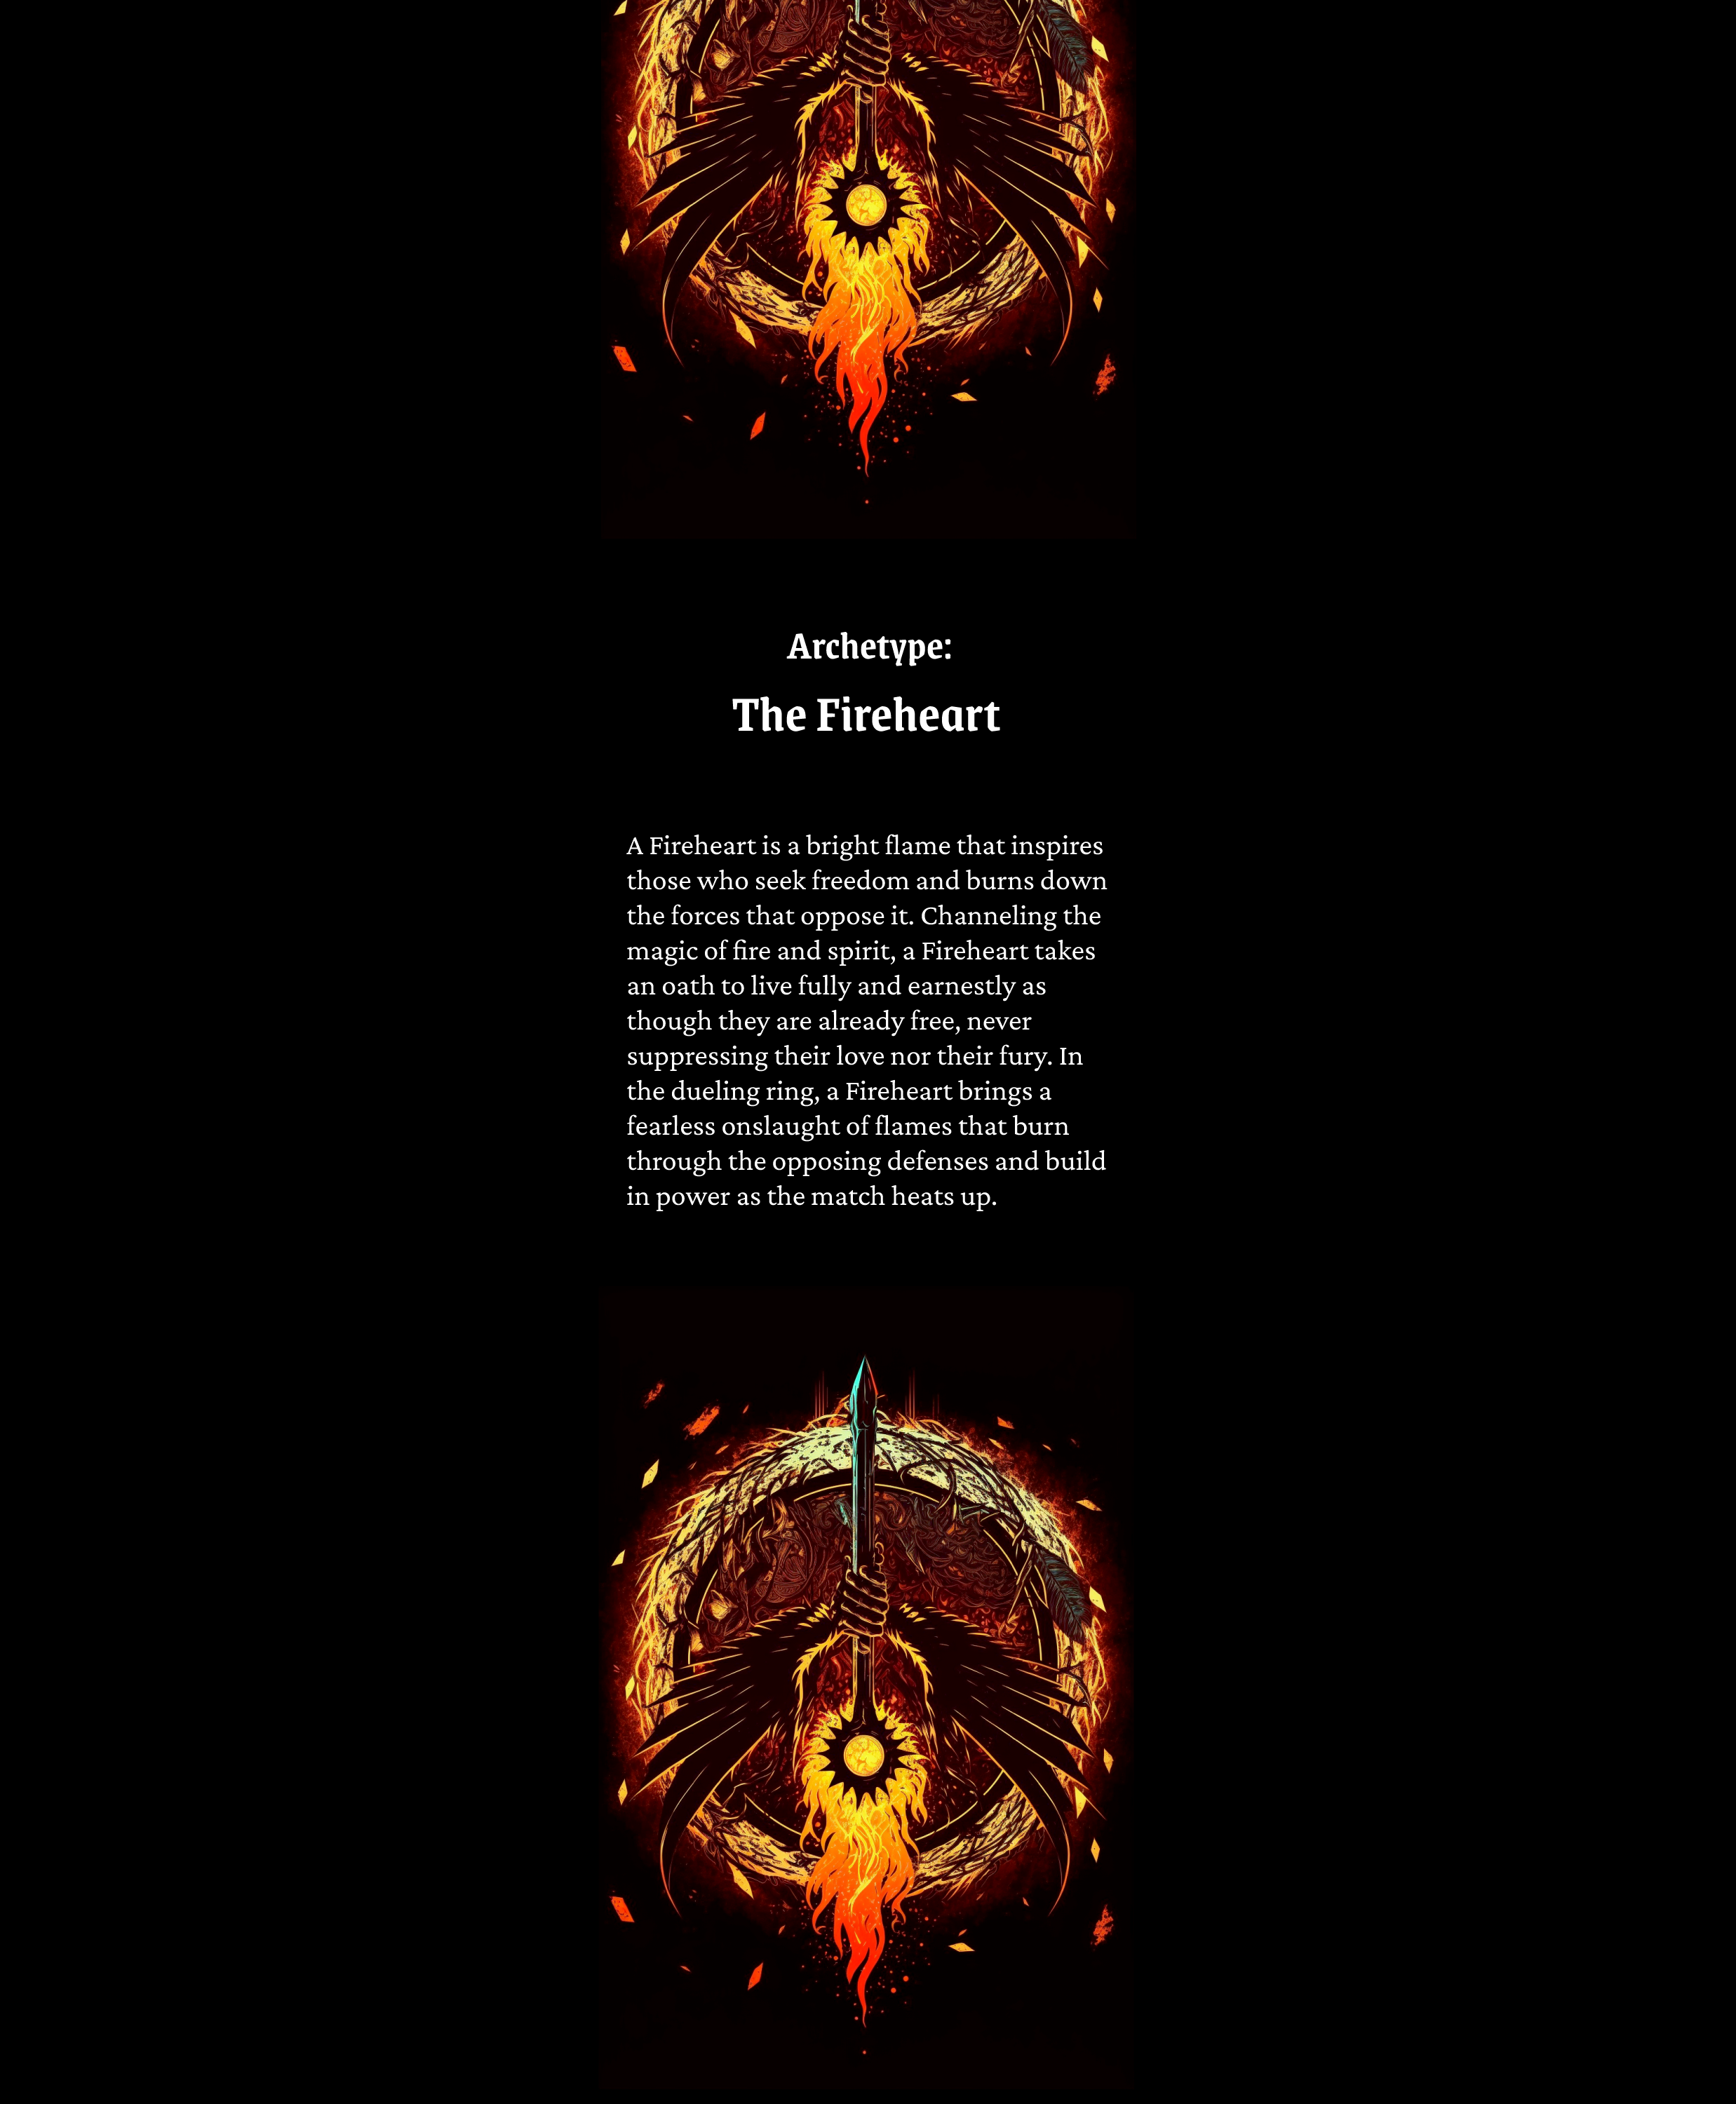 Archetype:
The Fireheart
A Fireheart is a bright flame that inspires
those who seek freedom and burns down
the forces that oppose it. Channeling the
magic of fire and spirit, a Fireheart takes
an oath to live fully and earnestly as
though they are already free, never
suppressing their love nor their fury. In
the dueling ring, a Fireheart brings a
fearless onslaught of flames that burn
through the opposing defenses and build
in power as the match heats up.